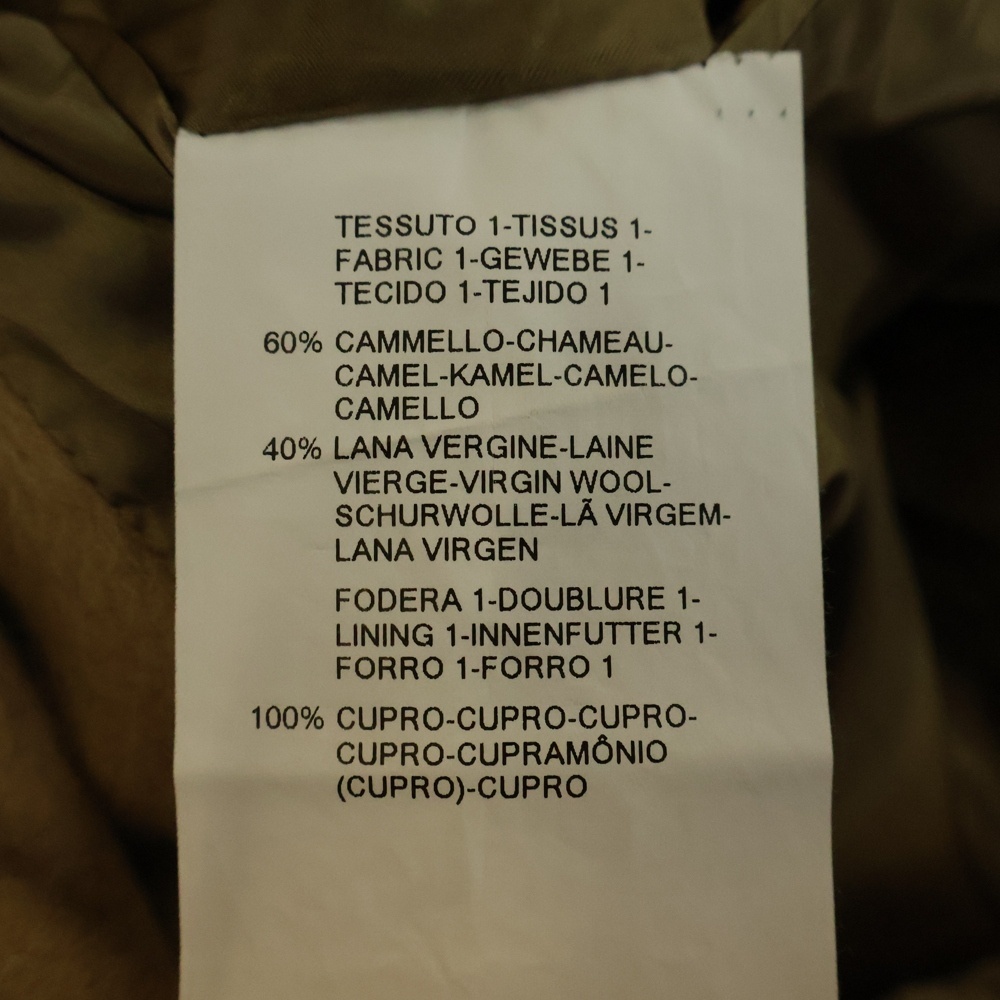 TESSUTO 1-TISSUS 1-
FABRIC 1-GEWEBE 1-
TECIDO 1-TEJIDO 1
60% CAMMELLO-CHAMEAU-
CAMEL-KAMEL-CAMELO-
CAMELLO
40% LANA VERGINE-LAINE
VIERGE-VIRGIN WOOL-
SCHURWOLLE-LÃ VIRGEM-
LANA VIRGEN
FODERA 1-DOUBLURE 1-
LINING 1-INNENFUTTER 1-
FORRO 1-FORRO 1
100% CUPRO-CUPRO-CUPRO-
CUPRO-CUPRAMÔNIO
(CUPRO)-CUPRO